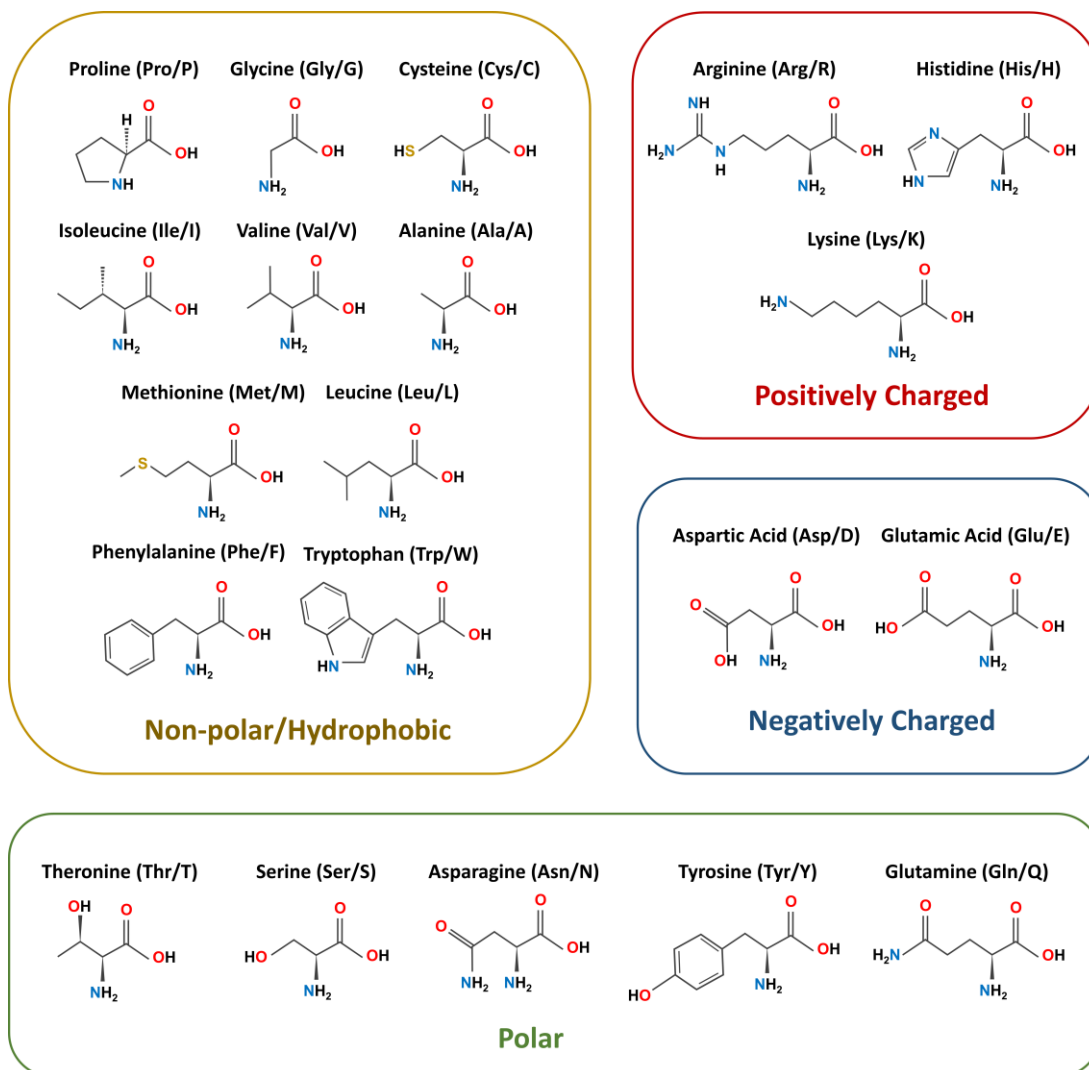 Proline (Pro/P) Glycine (Gly/G) Cysteine (Cys/C)
H O OH NH
O OH NH2
HS O OH NH2
Isoleucine (Ile/I) Valine (Val/V) Alanine (Ala/A)
O OH NH2
O OH NH2
O OH NH2
Methionine (Met/M) Leucine (Leu/L)
S O OH NH2
O OH NH2
Phenylalanine (Phe/F) Tryptophan (Trp/W)
O OH NH2
HN O OH NH2
Non-polar/Hydrophobic
Arginine (Arg/R) Histidine (His/H)
NH H2N N H O OH NH2
N HN O OH NH2
Lysine (Lys/K)
H2N O OH NH2
Positively Charged
Aspartic Acid (Asp/D) Glutamic Acid (Glu/E)
O OH O OH NH2
O HO O OH NH2
Negatively Charged
Theronine (Thr/T) Serine (Ser/S) Asparagine (Asn/N) Tyrosine (Tyr/Y) Glutamine (Gln/Q)
OH O OH NH2
HO O OH NH2
O NH2 O OH NH2
HO O OH NH2
O H2N O OH NH2
Polar